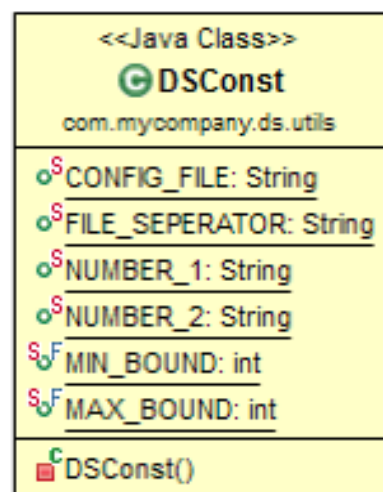 <<Java Class>>
C DSConst
com.mycompany.ds.utils
S CONFIG_FILE: String
S FILE_SEPERATOR: String
S NUMBER_1: String
S NUMBER_2: String
S F MIN_BOUND: int
S F MAX_BOUND: int
C DSConst()